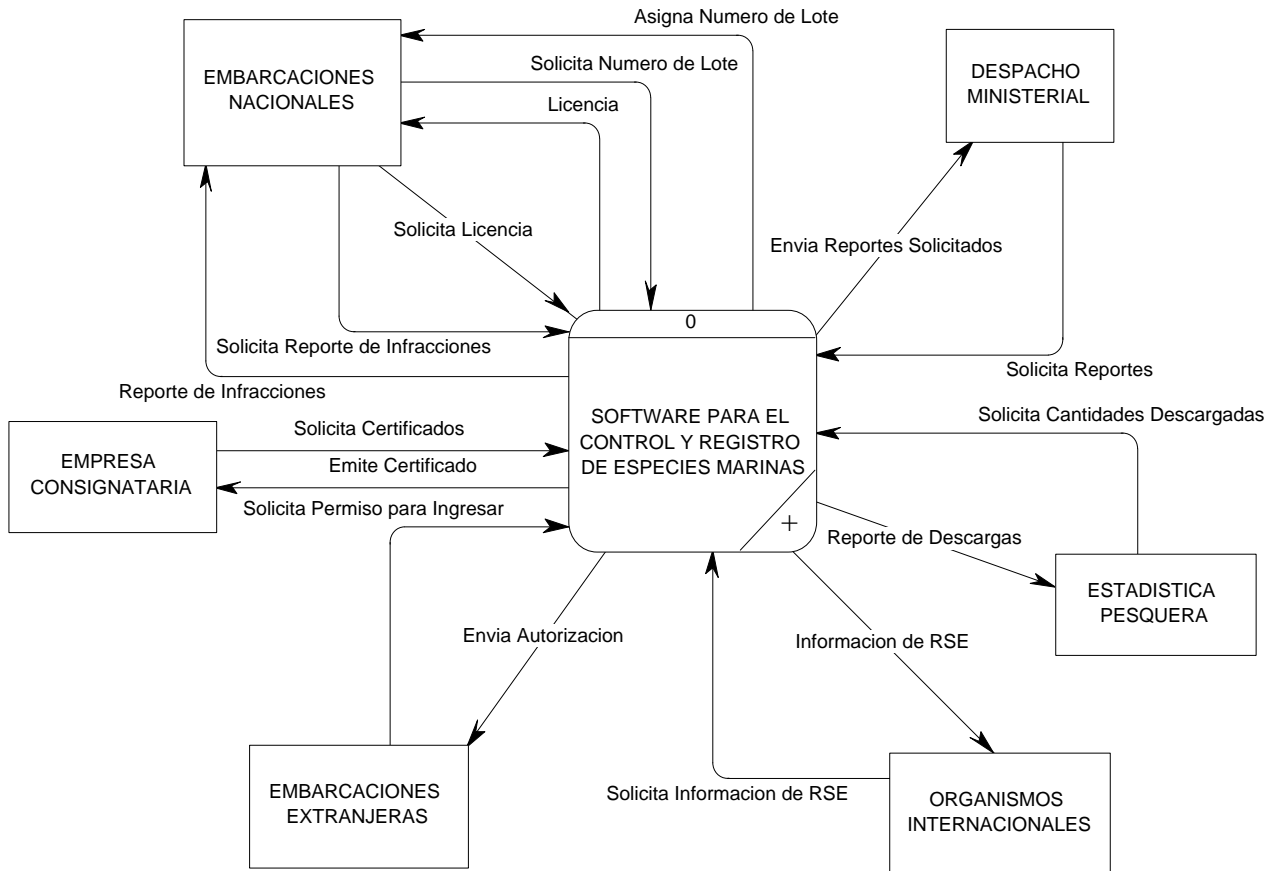 Asigna Numero de Lote
EMBARCACIONES
NACIONALES
Solicita Numero de Lote
DESPACHO
MINISTERIAL
Licencia
Solicita Licencia
Envia Reportes Solicitados
0
Solicita Reporte de Infracciones
Solicita Reportes
Reporte de Infracciones
SOFTWARE PARA EL
CONTROL Y REGISTRO
DE ESPECIES MARINAS
+
Solicita Cantidades Descargadas
Solicita Certificados
EMPRESA
CONSIGNATARIA
Emite Certificado
Solicita Permiso para Ingresar
Reporte de Descargas
ESTADISTICA
PESQUERA
Envia Autorizacion
Informacion de RSE
EMBARCACIONES
EXTRANJERAS
Solicita Informacion de RSE
ORGANISMOS
INTERNACIONALES